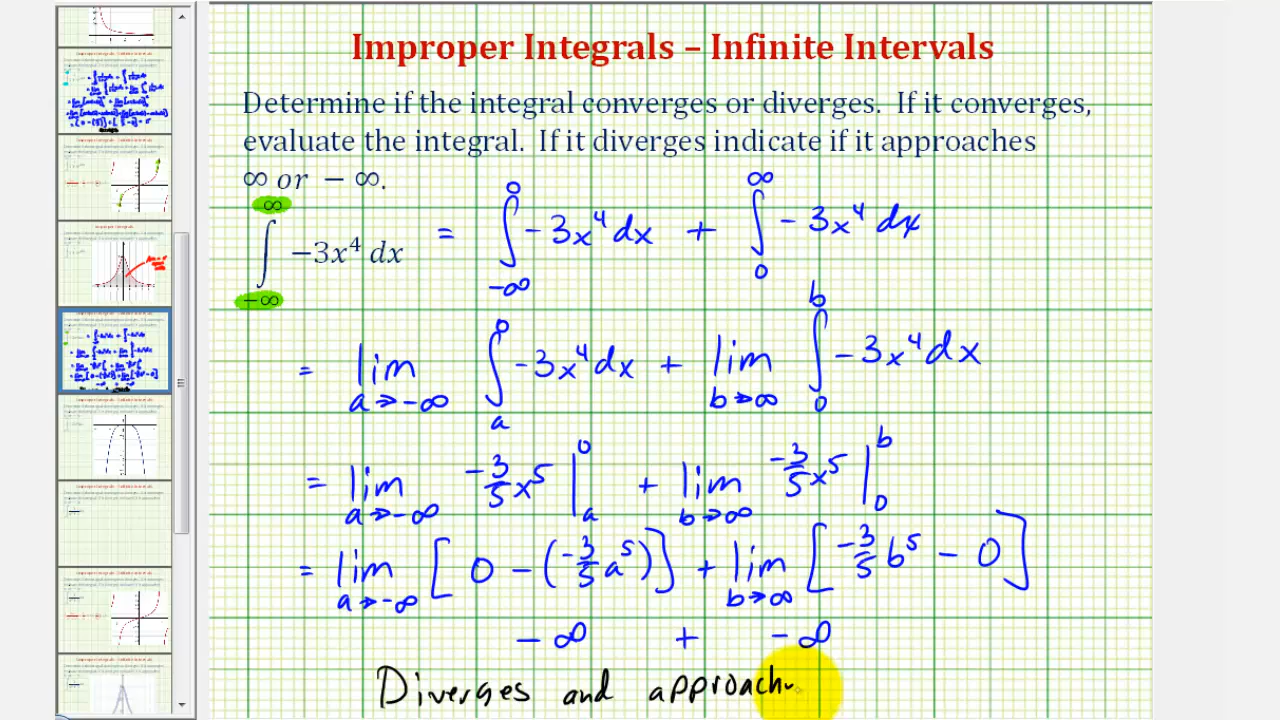 Improper Integrals – Infinite Intervals
Determine if the integral converges or diverges. If it converges,
evaluate the integral. If it diverges indicate if it approaches
∞ or − ∞.
∫_{−∞}^{∞} −3x⁴ dx = ∫_{-∞}^{0} -3x⁴ dx + ∫_{0}^{∞} -3x⁴ dx
= lim_{a→-∞} ∫_{a}^{0} -3x⁴ dx + lim_{b→∞} ∫_{0}^{b} -3x⁴ dx
= lim_{a→-∞} -3/5 x⁵ |_{a}^{0} + lim_{b→∞} -3/5 x⁵ |_{0}^{b}
= lim_{a→-∞} [ 0 - (-3/5 a⁵) ] + lim_{b→∞} [ -3/5 b⁵ - 0 ]
-∞ + -∞
Diverges and approach